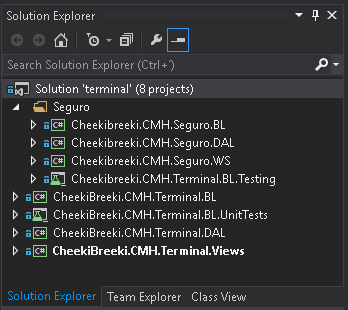 Solution Explorer
Search Solution Explorer (Ctrl+´)
Solution 'terminal' (8 projects)
Seguro
Cheekibreeki.CMH.Seguro.BL
Cheekibreeki.CMH.Seguro.DAL
Cheekibreeki.CMH.Seguro.WS
Cheekibreeki.CMH.Terminal.BL.Testing
CheekiBreeki.CMH.Terminal.BL
CheekiBreeki.CMH.Terminal.BL.UnitTests
CheekiBreeki.CMH.Terminal.DAL
CheekiBreeki.CMH.Terminal.Views
Solution Explorer Team Explorer Class View